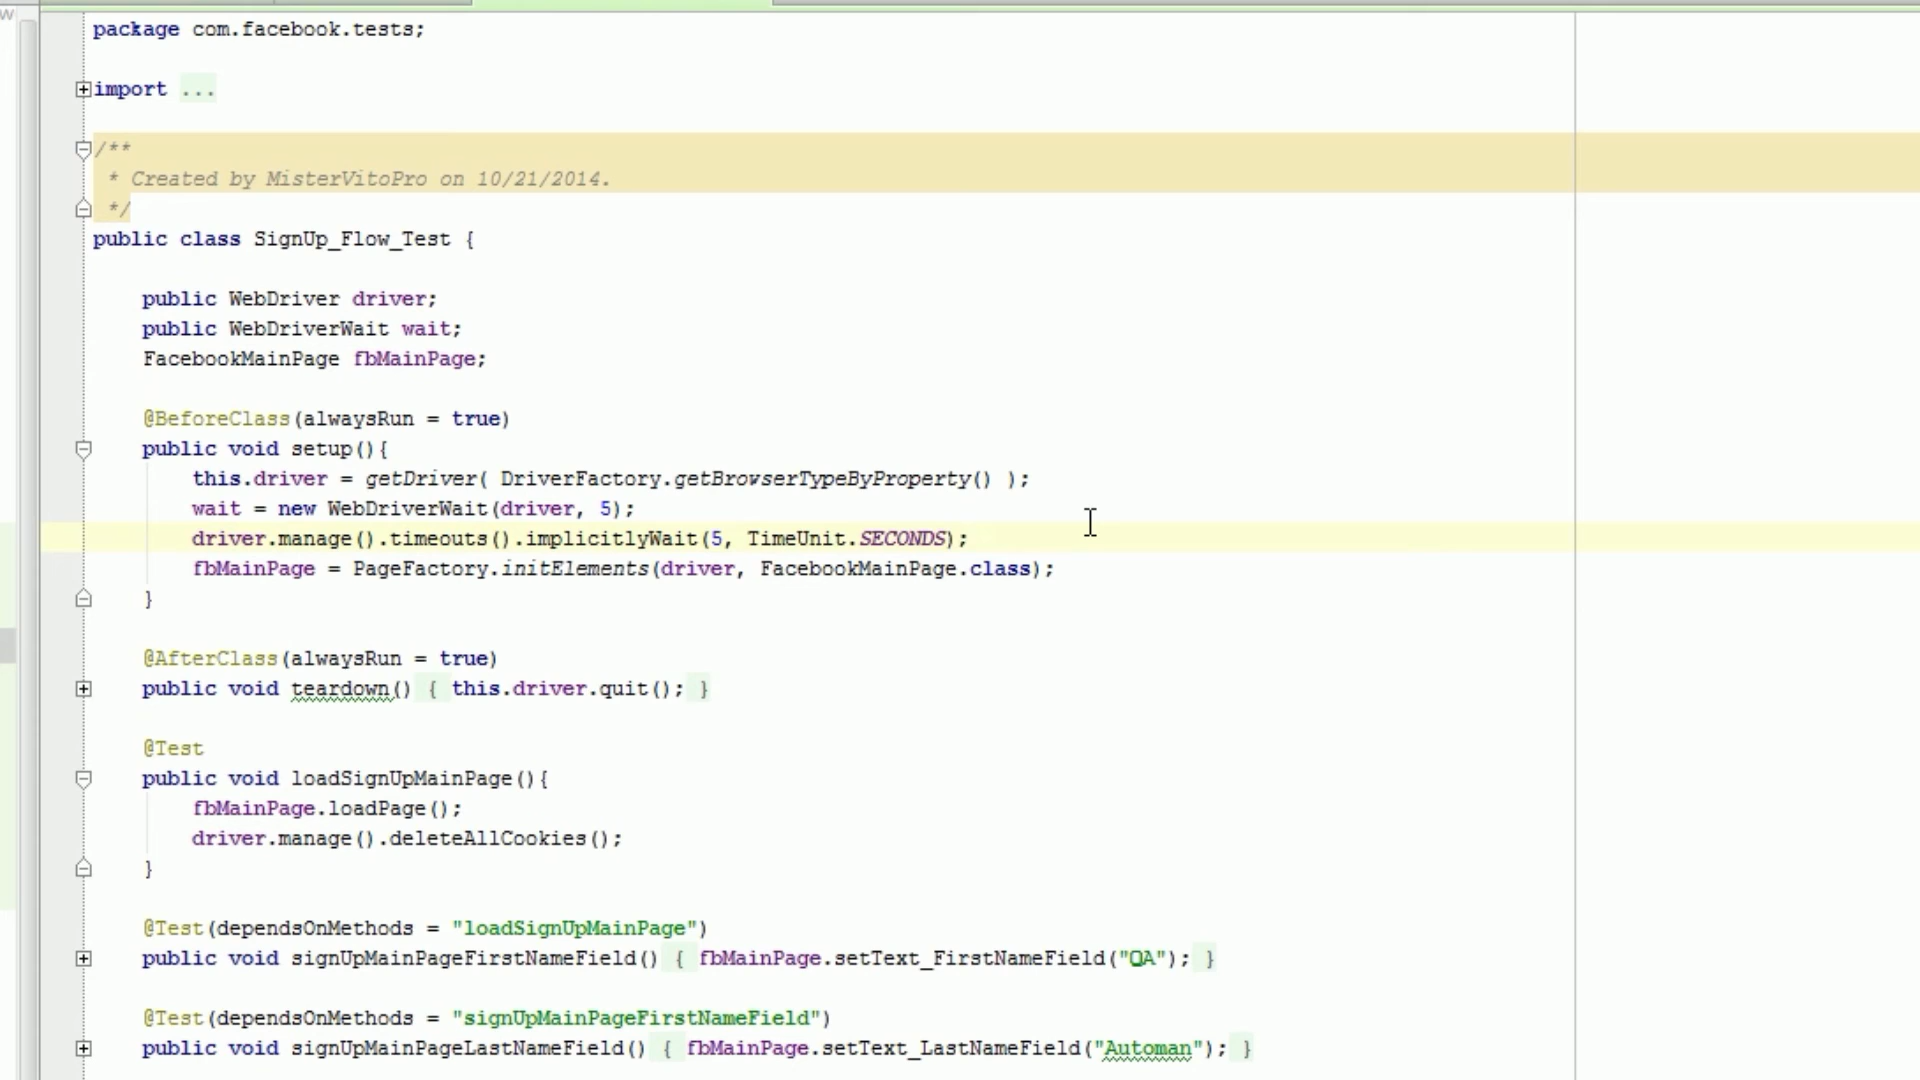 w
package com.facebook.tests;
import ...
/**
* Created by MisterVitoPro on 10/21/2014.
*/
public class SignUp_Flow_Test {
public WebDriver driver;
public WebDriverWait wait;
FacebookMainPage fbMainPage;
@BeforeClass(alwaysRun = true)
public void setup(){
this.driver = getDriver( DriverFactory.getBrowserTypeByProperty() );
wait = new WebDriverWait(driver, 5);
driver.manage().timeouts().implicitlyWait(5, TimeUnit.SECONDS);
fbMainPage = PageFactory.initElements(driver, FacebookMainPage.class);
}
@AfterClass(alwaysRun = true)
public void teardown() { this.driver.quit(); }
@Test
public void loadSignUpMainPage(){
fbMainPage.loadPage();
driver.manage().deleteAllCookies();
}
@Test(dependsOnMethods = "loadSignUpMainPage")
public void signUpMainPageFirstNameField() { fbMainPage.setText_FirstNameField("QA"); }
@Test(dependsOnMethods = "signUpMainPageFirstNameField")
public void signUpMainPageLastNameField() { fbMainPage.setText_LastNameField("Automan"); }